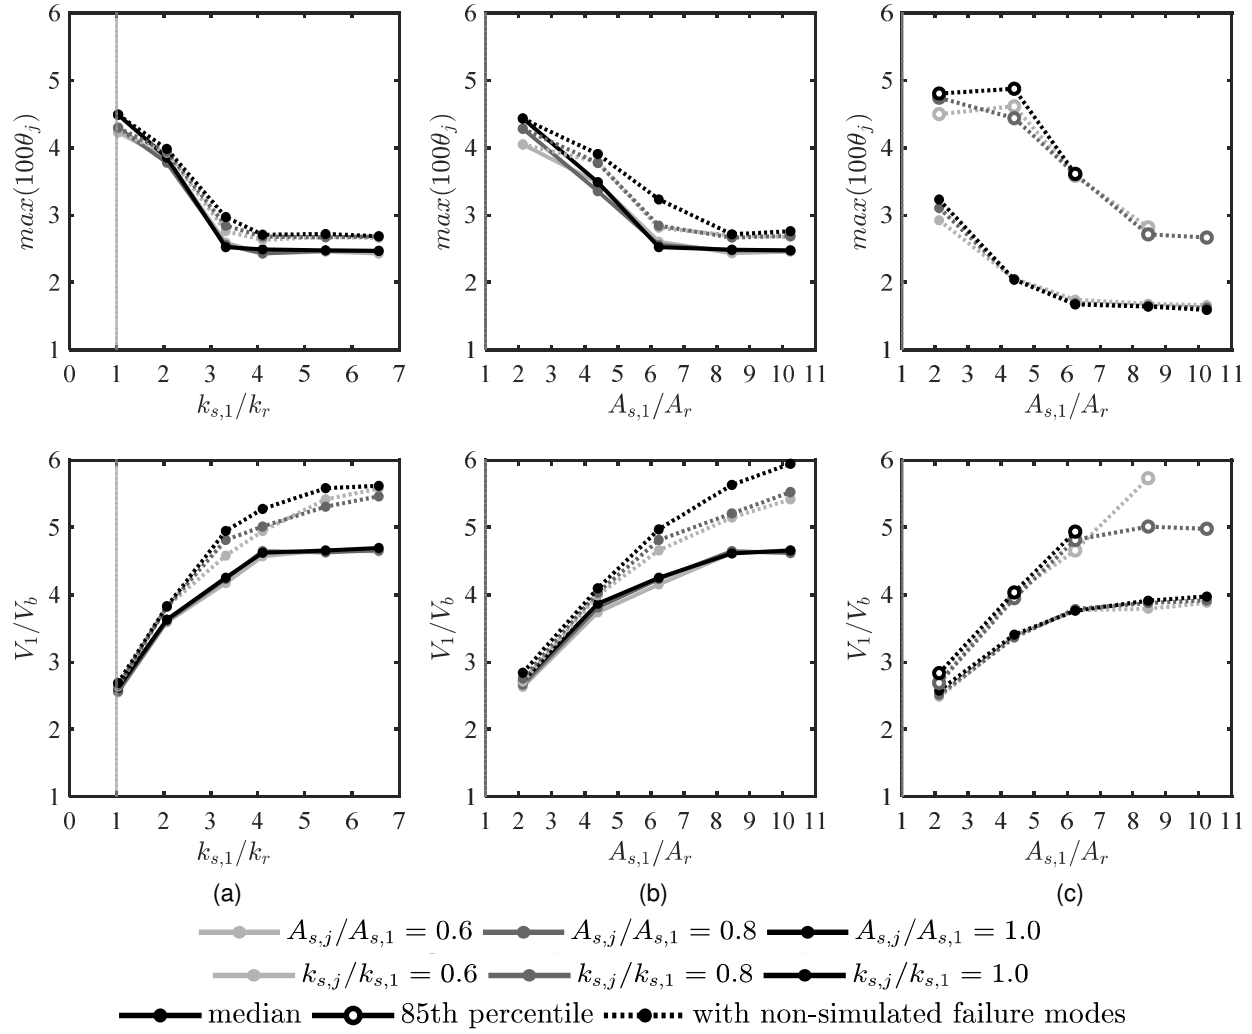 6 6 6
5 5 5
4 4 4
3 3 3
2 2 2
1 1 1
max(100θ_j) max(100θ_j) max(100θ_j)
0 1 2 3 4 5 6 7 1 2 3 4 5 6 7 8 9 10 11 1 2 3 4 5 6 7 8 9 10 11
k_{s,1}/k_r A_{s,1}/A_r A_{s,1}/A_r
6 6 6
5 5 5
4 4 4
3 3 3
2 2 2
1 1 1
V_1/V_b V_1/V_b V_1/V_b
0 1 2 3 4 5 6 7 1 2 3 4 5 6 7 8 9 10 11 1 2 3 4 5 6 7 8 9 10 11
k_{s,1}/k_r A_{s,1}/A_r A_{s,1}/A_r
(a) (b) (c)
A_{s,j}/A_{s,1} = 0.6 A_{s,j}/A_{s,1} = 0.8 A_{s,j}/A_{s,1} = 1.0
k_{s,j}/k_{s,1} = 0.6 k_{s,j}/k_{s,1} = 0.8 k_{s,j}/k_{s,1} = 1.0
median 85th percentile with non-simulated failure modes